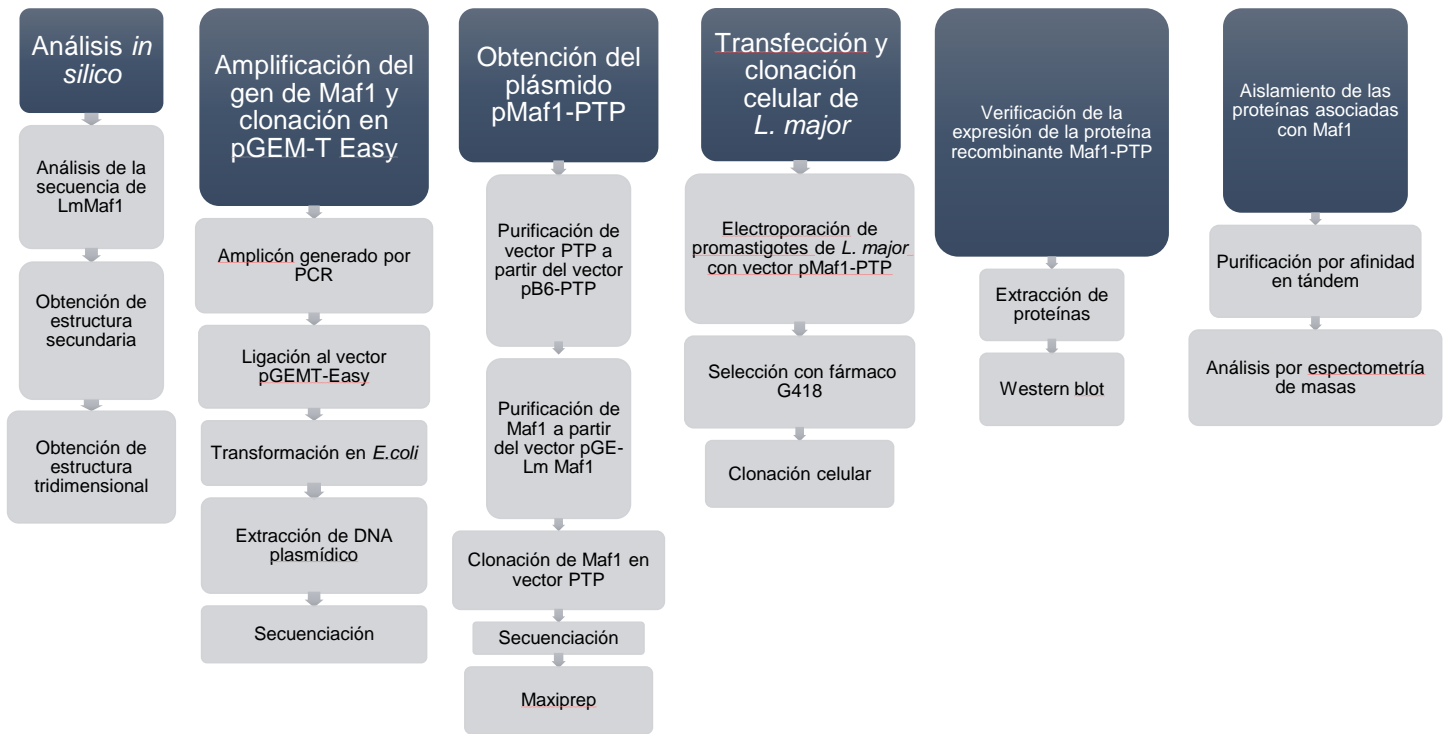 Análisis in
silico
Análisis de la
secuencia de
LmMaf1
Obtención de
estructura
secundaria
Obtención de
estructura
tridimensional
Amplificación del
gen de Maf1 y
clonación en
pGEM-T Easy
Amplicón generado por
PCR
Ligación al vector
pGEMT-Easy
Transformación en E.coli
Extracción de DNA
plasmídico
Secuenciación
Obtención del
plásmido
pMaf1-PTP
Purificación de
vector PTP a
partir del vector
pB6-PTP
Purificación de
Maf1 a partir
del vector pGE-
Lm Maf1
Clonación de Maf1 en
vector PTP
Secuenciación
Maxiprep
Transfección y
clonación
celular de
L. major
Electroporación de
promastigotes de L. major
con vector pMaf1-PTP
Selección con fármaco
G418
Clonación celular
Verificación de la
expresión de la proteína
recombinante Maf1-PTP
Extracción de
proteínas
Western blot
Aislamiento de las
proteínas asociadas
con Maf1
Purificación por afinidad
en tándem
Análisis por espectometría
de masas